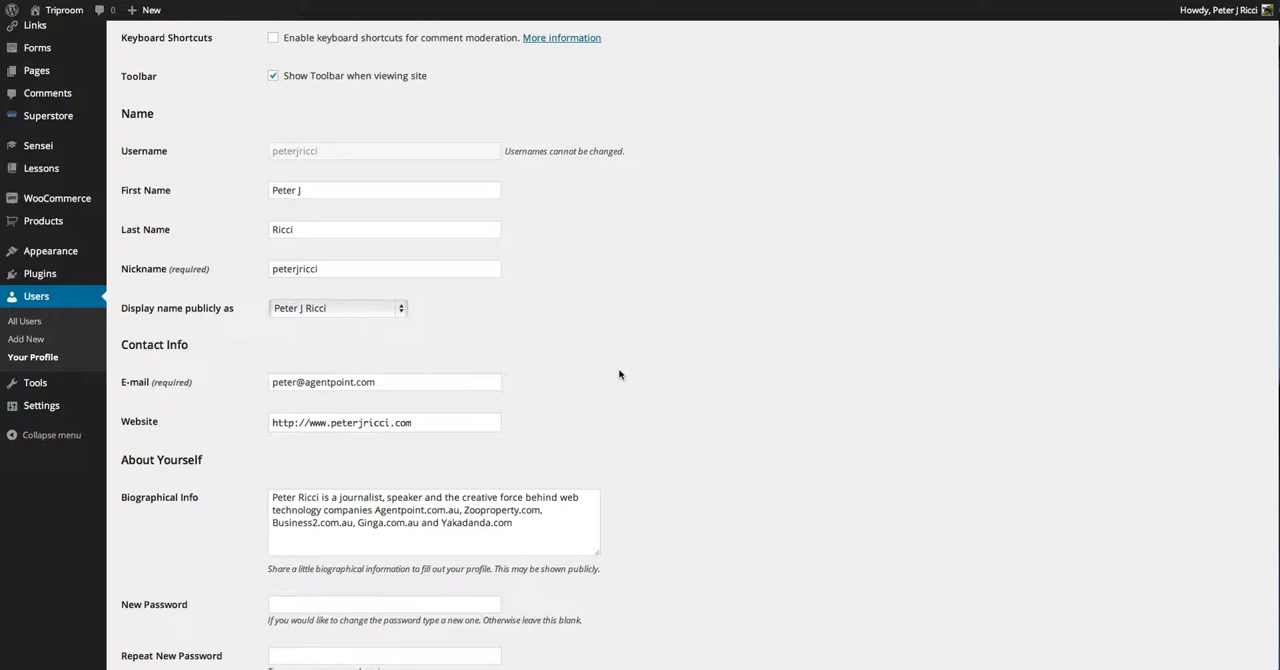 Triproom 0 New Howdy, Peter J Ricci
Links
Forms
Pages
Comments
Superstore
Sensei
Lessons
WooCommerce
Products
Appearance
Plugins
Users
All Users
Add New
Your Profile
Tools
Settings
Collapse menu
Keyboard Shortcuts Enable keyboard shortcuts for comment moderation. More information
Toolbar Show Toolbar when viewing site
Name
Username peterjricci Usernames cannot be changed.
First Name Peter J
Last Name Ricci
Nickname (required) peterjricci
Display name publicly as Peter J Ricci
Contact Info
E-mail (required) peter@agentpoint.com
Website http://www.peterjricci.com
About Yourself
Biographical Info Peter Ricci is a journalist, speaker and the creative force behind web
technology companies Agentpoint.com.au, Zooproperty.com,
Business2.com.au, Ginga.com.au and Yakadanda.com
Share a little biographical information to fill out your profile. This may be shown publicly.
New Password
If you would like to change the password type a new one. Otherwise leave this blank.
Repeat New Password